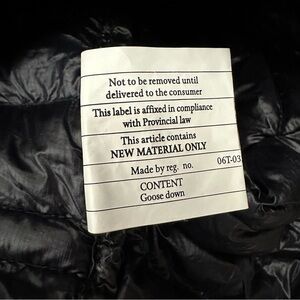 Not to be removed until
delivered to the consumer
This label is affixed in compliance
with Provincial law
This article contains
NEW MATERIAL ONLY
Made by reg. no. 06T-03
CONTENT
Goose down